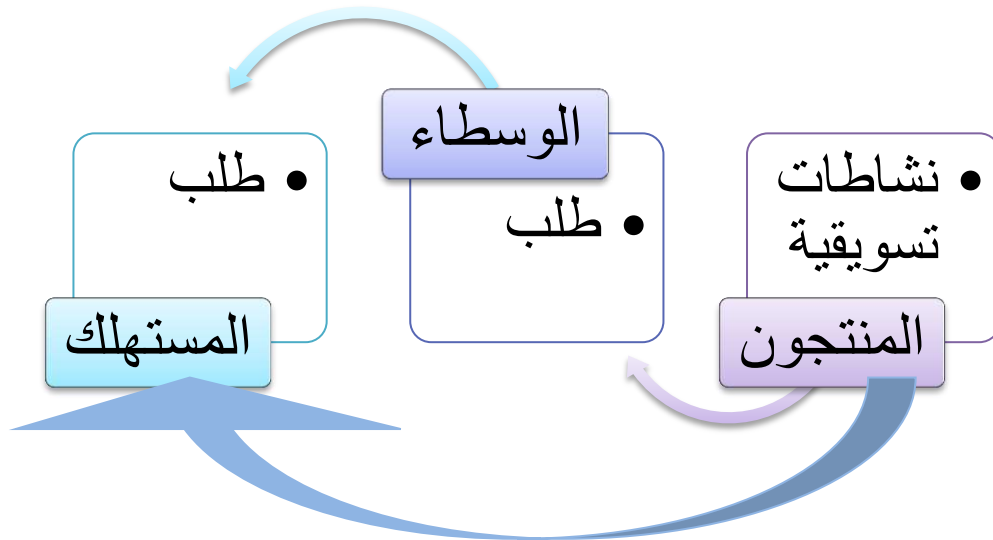 • نشاطات
تسويقية
المنتجون
الوسطاء
• طلب
• طلب
المستهلك